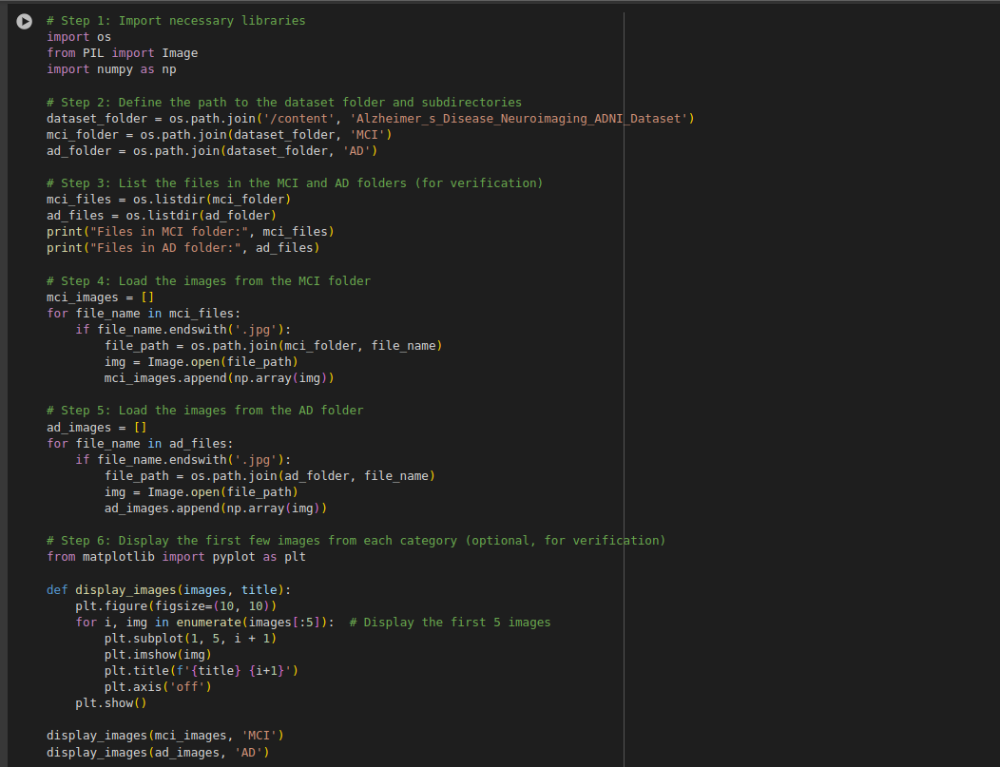 # Step 1: Import necessary libraries
import os
from PIL import Image
import numpy as np

# Step 2: Define the path to the dataset folder and subdirectories
dataset_folder = os.path.join('/content', 'Alzheimer_s_Disease_Neuroimaging_ADNI_Dataset')
mci_folder = os.path.join(dataset_folder, 'MCI')
ad_folder = os.path.join(dataset_folder, 'AD')

# Step 3: List the files in the MCI and AD folders (for verification)
mci_files = os.listdir(mci_folder)
ad_files = os.listdir(ad_folder)
print("Files in MCI folder:", mci_files)
print("Files in AD folder:", ad_files)

# Step 4: Load the images from the MCI folder
mci_images = []
for file_name in mci_files:
    if file_name.endswith('.jpg'):
        file_path = os.path.join(mci_folder, file_name)
        img = Image.open(file_path)
        mci_images.append(np.array(img))

# Step 5: Load the images from the AD folder
ad_images = []
for file_name in ad_files:
    if file_name.endswith('.jpg'):
        file_path = os.path.join(ad_folder, file_name)
        img = Image.open(file_path)
        ad_images.append(np.array(img))

# Step 6: Display the first few images from each category (optional, for verification)
from matplotlib import pyplot as plt

def display_images(images, title):
    plt.figure(figsize=(10, 10))
    for i, img in enumerate(images[:5]):  # Display the first 5 images
        plt.subplot(1, 5, i + 1)
        plt.imshow(img)
        plt.title(f'{title} {i+1}')
        plt.axis('off')
    plt.show()

display_images(mci_images, 'MCI')
display_images(ad_images, 'AD')